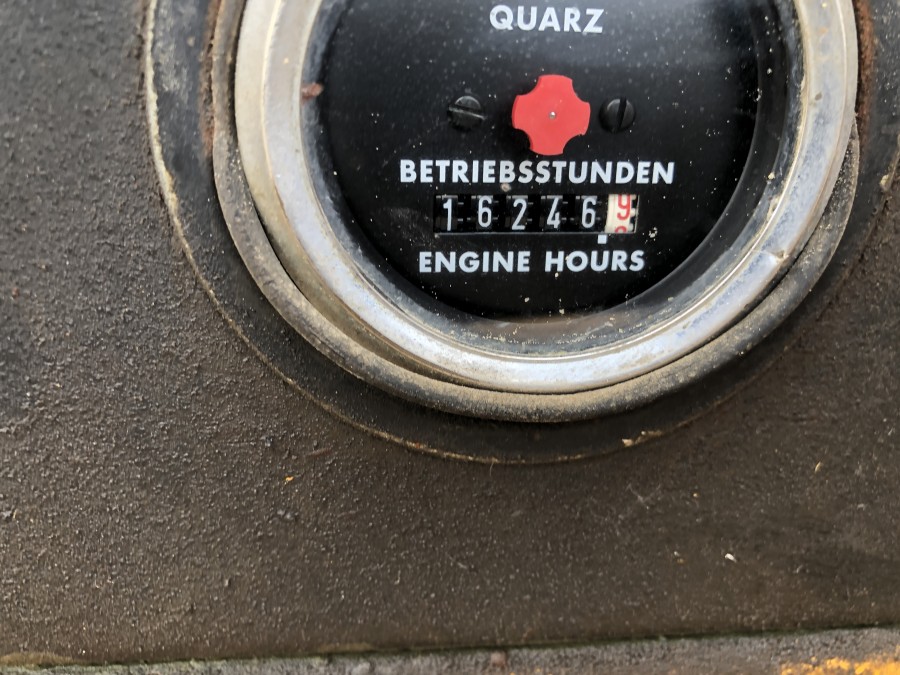 QUARZ
BETRIEBSSTUNDEN
162469
ENGINE HOURS